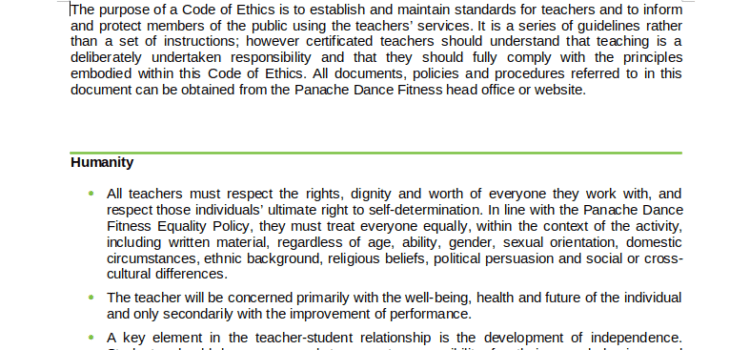 The purpose of a Code of Ethics is to establish and maintain standards for teachers and to inform
and protect members of the public using the teachers' services. It is a series of guidelines rather
than a set of instructions; however certificated teachers should understand that teaching is a
deliberately undertaken responsibility and that they should fully comply with the principles
embodied within this Code of Ethics. All documents, policies and procedures referred to in this
document can be obtained from the Panache Dance Fitness head office or website.
Humanity
• All teachers must respect the rights, dignity and worth of everyone they work with, and
respect those individuals' ultimate right to self-determination. In line with the Panache Dance
Fitness Equality Policy, they must treat everyone equally, within the context of the activity,
including written material, regardless of age, ability, gender, sexual orientation, domestic
circumstances, ethnic background, religious beliefs, political persuasion and social or cross-
cultural differences.
• The teacher will be concerned primarily with the well-being, health and future of the individual
and only secondarily with the improvement of performance.
• A key element in the teacher-student relationship is the development of independence.